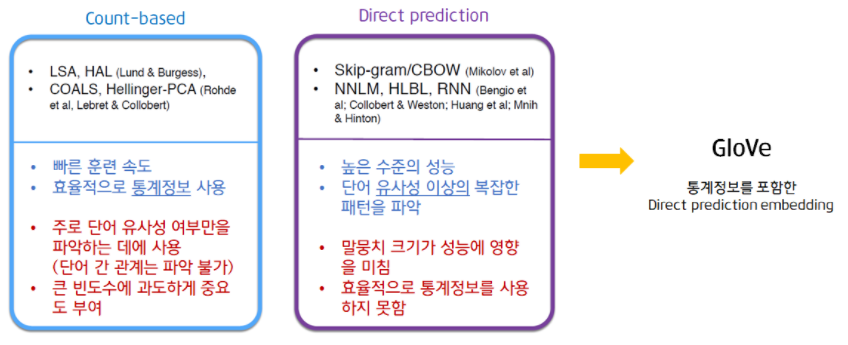 Count-based
• LSA, HAL (Lund & Burgess),
• COALS, Hellinger-PCA (Rohde
et al, Lebret & Collobert)
• 빠른 훈련 속도
• 효율적으로 통계정보 사용
• 주로 단어 유사성 여부만을
파악하는 데에 사용
(단어 간 관계는 파악 불가)
• 큰 빈도수에 과도하게 중요
도 부여
Direct prediction
• Skip-gram/CBOW (Mikolov et al)
• NNLM, HLBL, RNN (Bengio et
al; Collobert & Weston; Huang et al; Mnih
& Hinton)
• 높은 수준의 성능
• 단어 유사성 이상의 복잡한
패턴을 파악
• 말뭉치 크기가 성능에 영향
을 미침
• 효율적으로 통계정보를 사용
하지 못함
GloVe
통계정보를 포함한
Direct prediction embedding